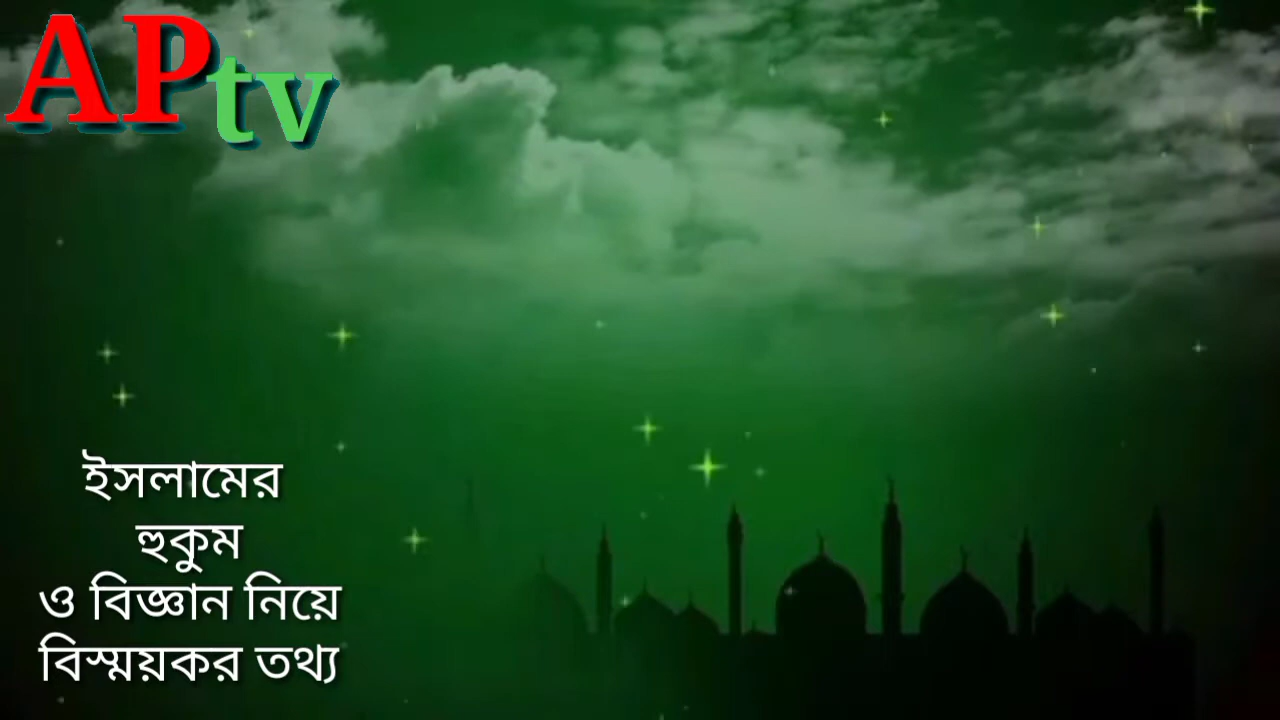 APtv
ইসলামের
হুকুম
ও বিজ্ঞান নিয়ে
বিস্ময়কর তথ্য